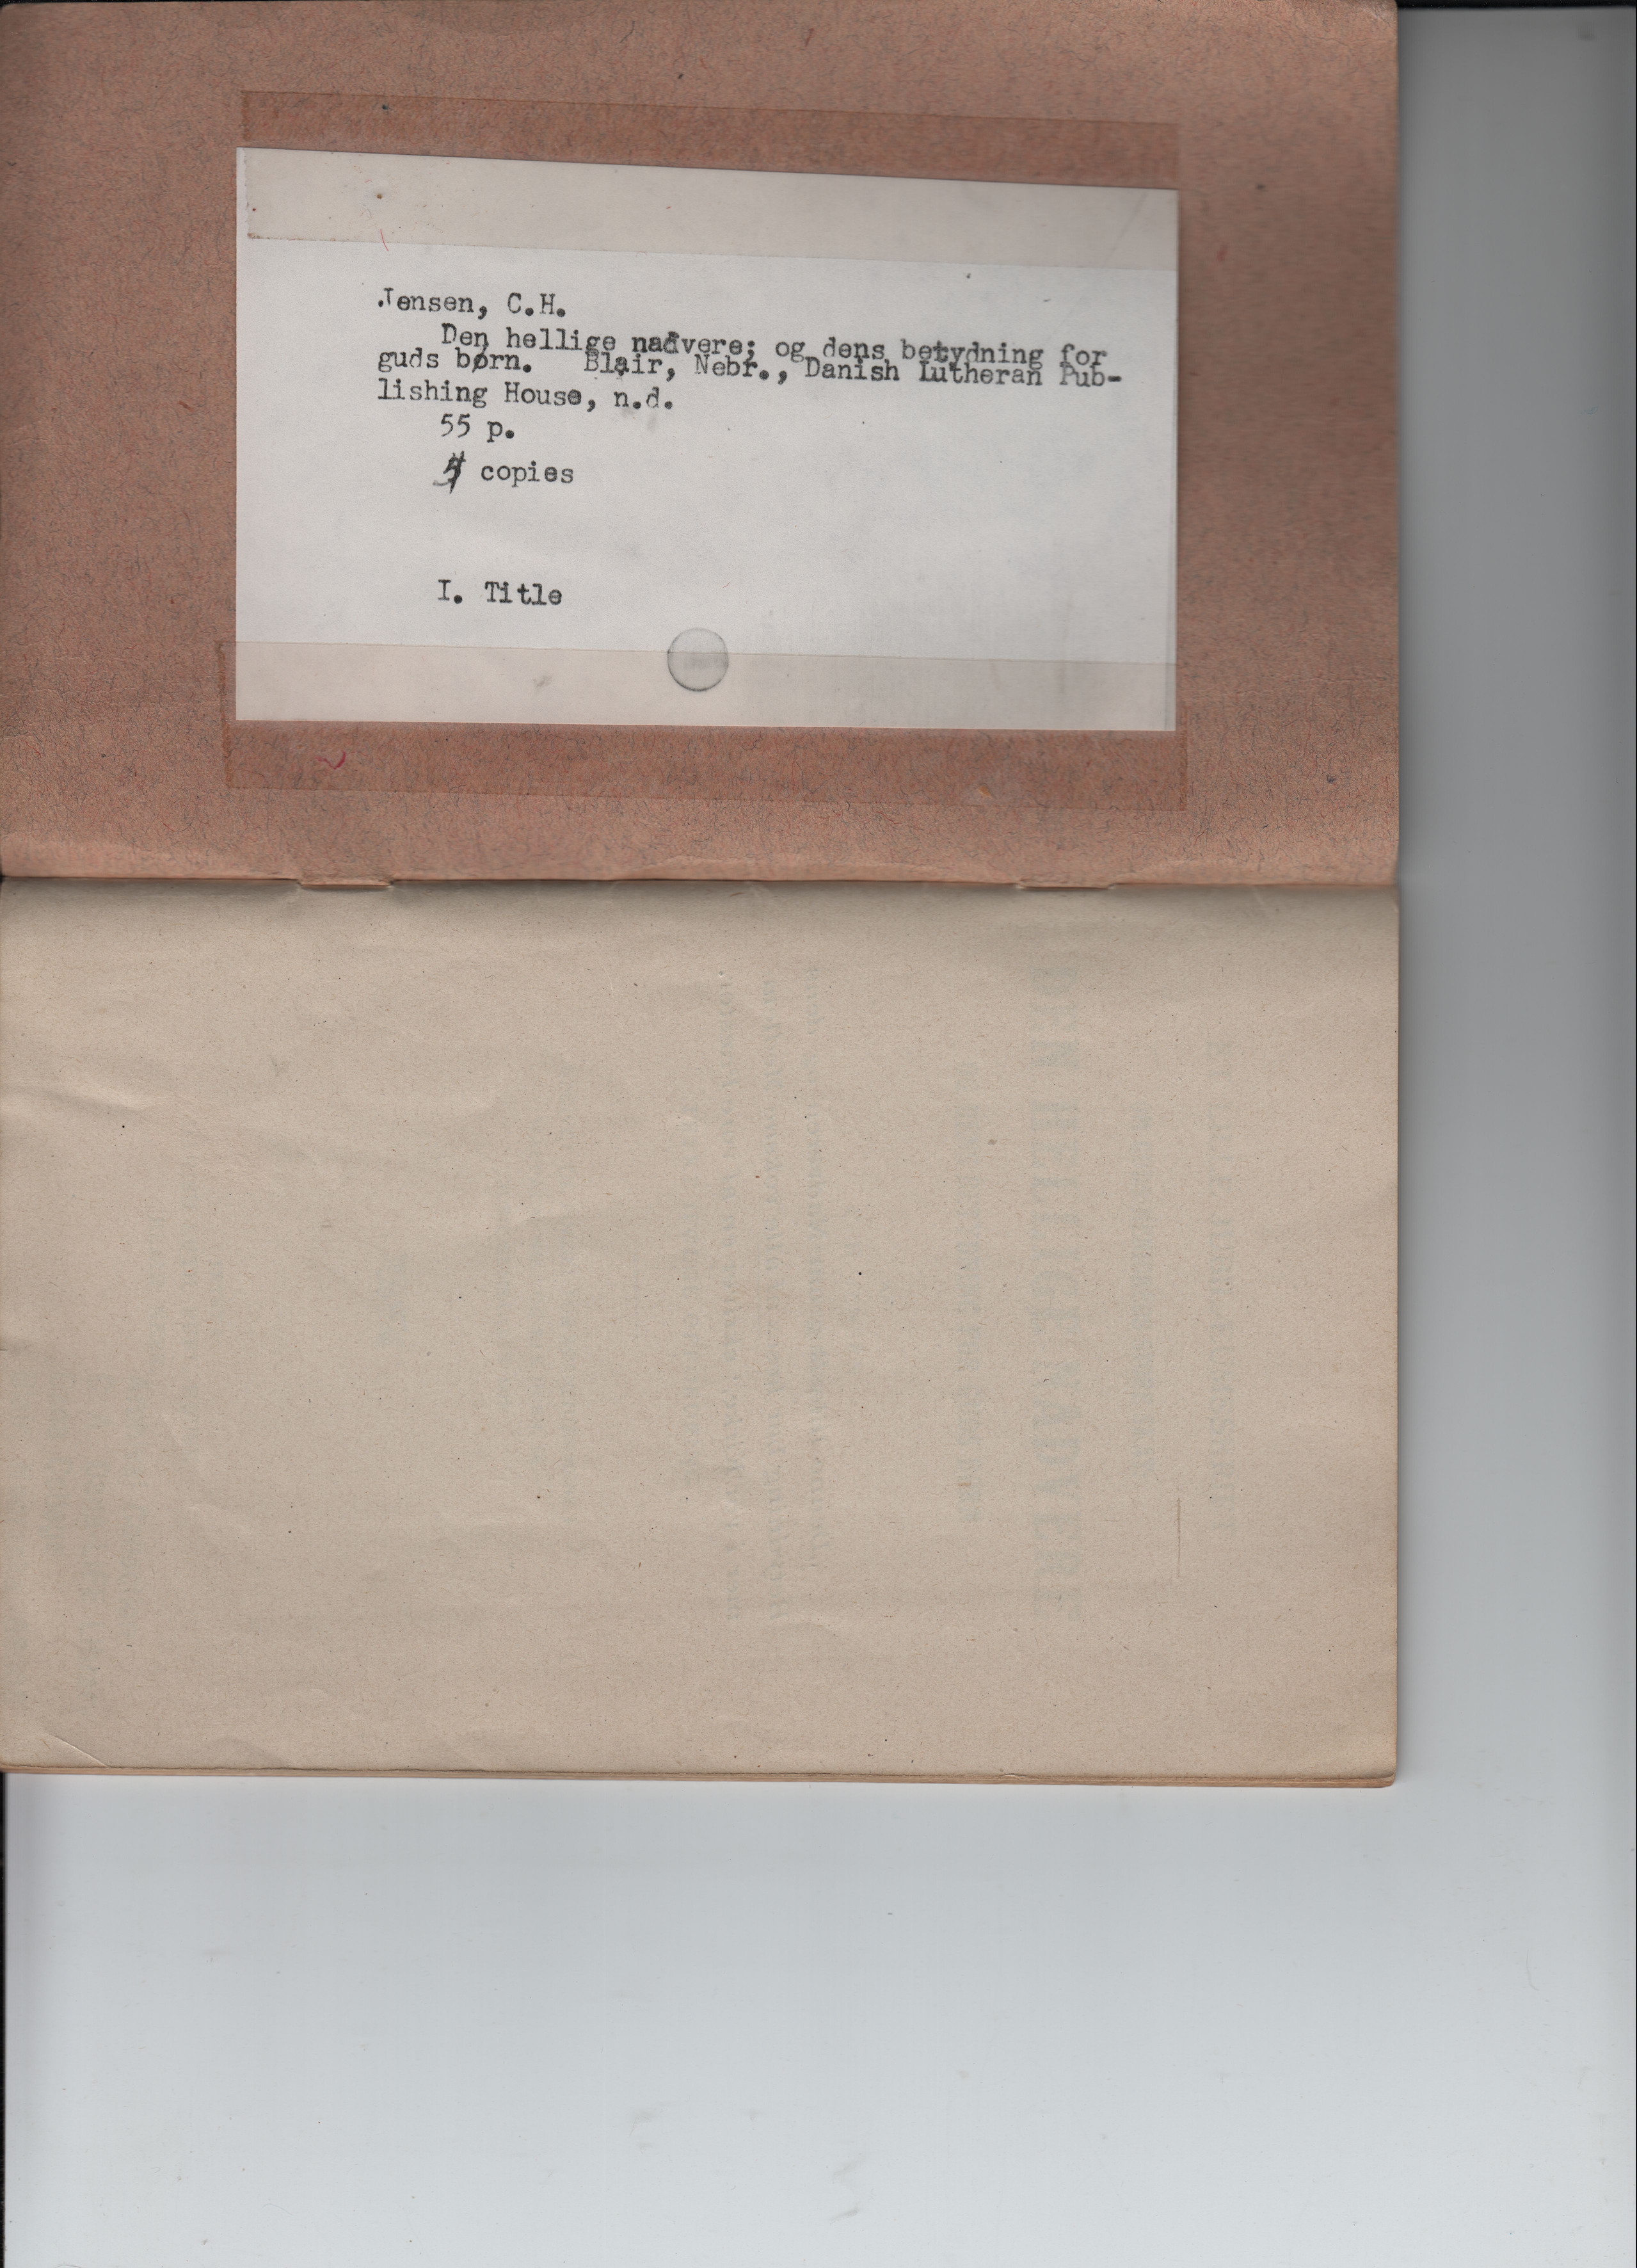 Jensen, C.H.
Den hellige nadvere; og dens betydning for
guds børn. Blair, Nebr., Danish Lutheran Pub-
lishing House, n.d.
55 p.
copies
I. Title